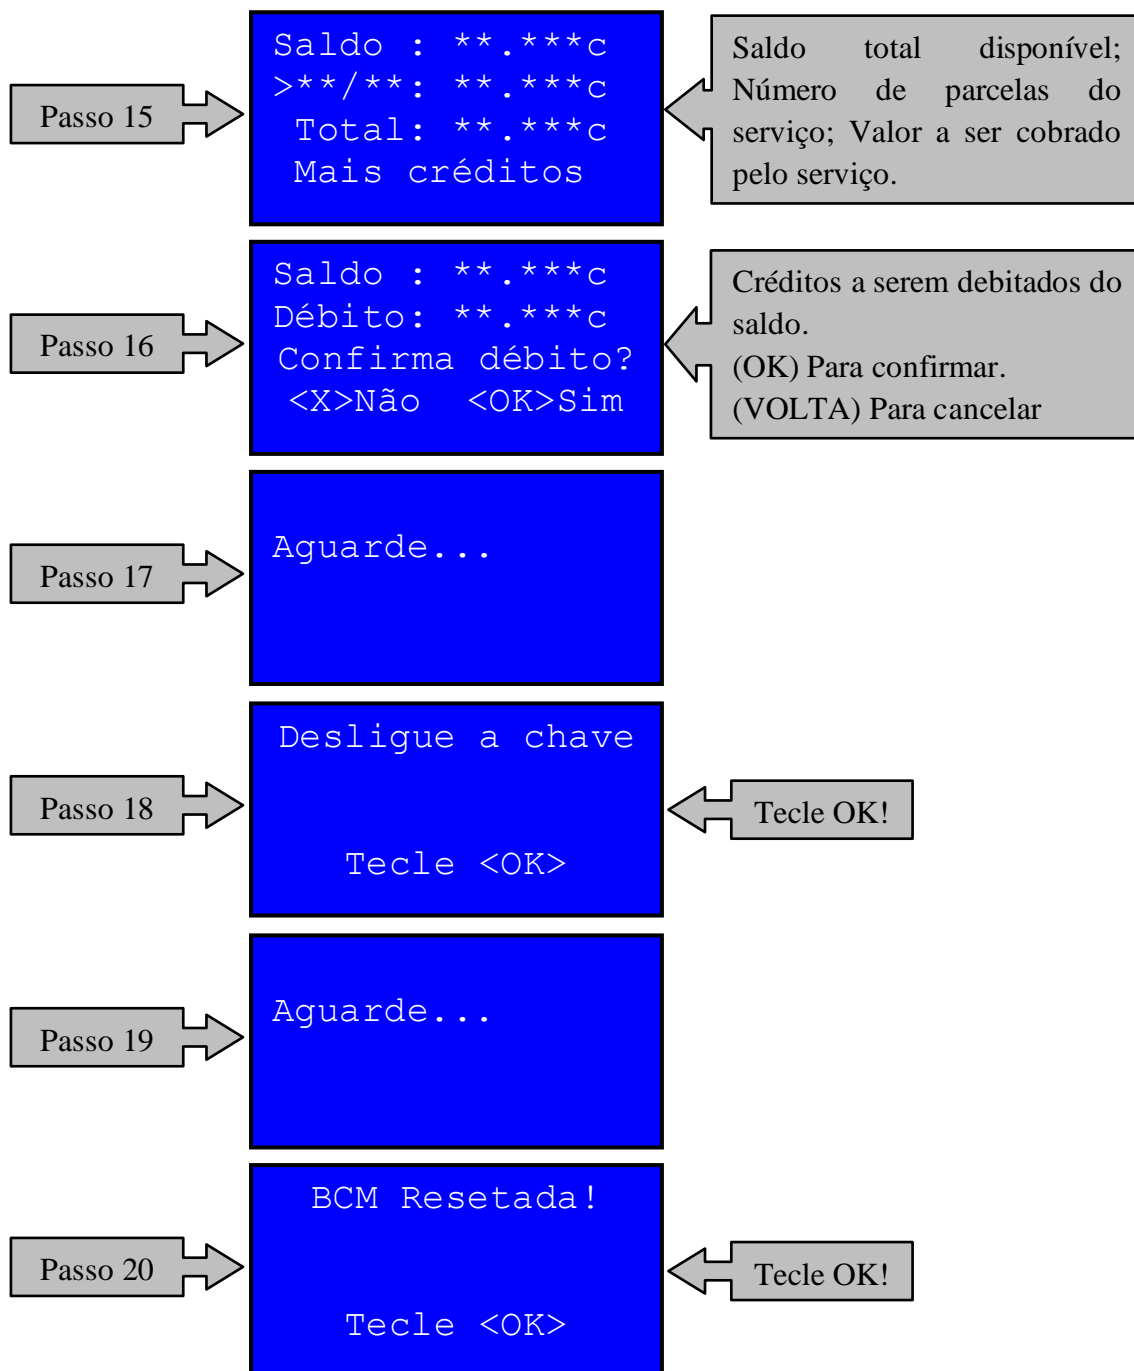 Passo 15
Saldo : **.***c
>**/**: **.***c
Total: **.***c
Mais créditos
Saldo total disponível;
Número de parcelas do
serviço; Valor a ser cobrado
pelo serviço.
Passo 16
Saldo : **.***c
Débito: **.***c
Confirma débito?
<X>Não <OK>Sim
Créditos a serem debitados do
saldo.
(OK) Para confirmar.
(VOLTA) Para cancelar
Passo 17
Aguarde...
Passo 18
Desligue a chave
Tecle <OK>
Tecle OK!
Passo 19
Aguarde...
Passo 20
BCM Resetada!
Tecle <OK>
Tecle OK!